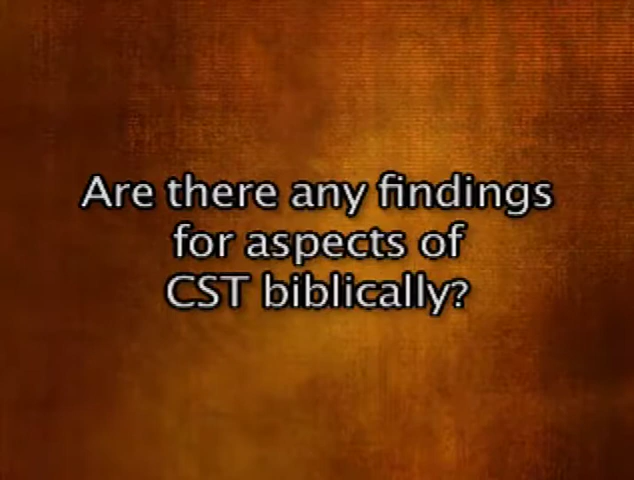 Are there any findings
for aspects of
CST biblically?